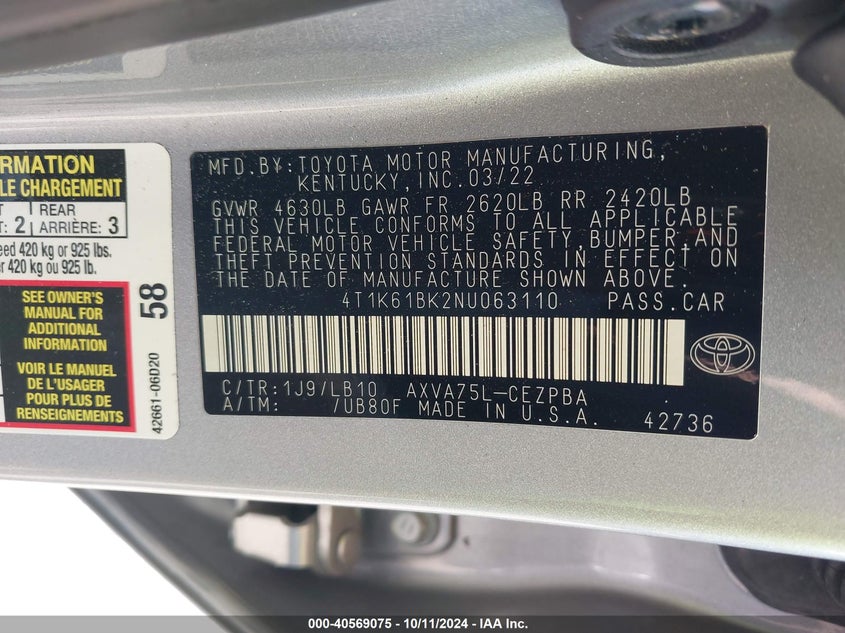 ORMATION
LE CHARGEMENT
T: 2 REAR ARRIÈRE: 3
eed 420 kg or 925 lbs.
r 420 kg ou 925 lb.
SEE OWNER'S
MANUAL FOR
ADDITIONAL
INFORMATION
VOIR LE MANUEL
DE L'USAGER
POUR PLUS DE
RENSEIGNEMENTS
58
42661-06D20
MFD.BY:TOYOTA MOTOR MANUFACTURING,
KENTUCKY, INC.03/22
GVWR 4630LB GAWR FR 2620LB RR 2420LB
THIS VEHICLE CONFORMS TO ALL APPLICABLE
FEDERAL MOTOR VEHICLE SAFETY,BUMPER,AND
THEFT PREVENTION STANDARDS IN EFFECT ON
THE DATE OF MANUFACTURE SHOWN ABOVE.
4T1K61BK2NU063110 PASS.CAR
C/TR:1J9/LB10 AXVA75L-CEZPBA
A/TM: /UB80F MADE IN U.S.A.
42736
000-40569075 - 10/11/2024 - IAA Inc.